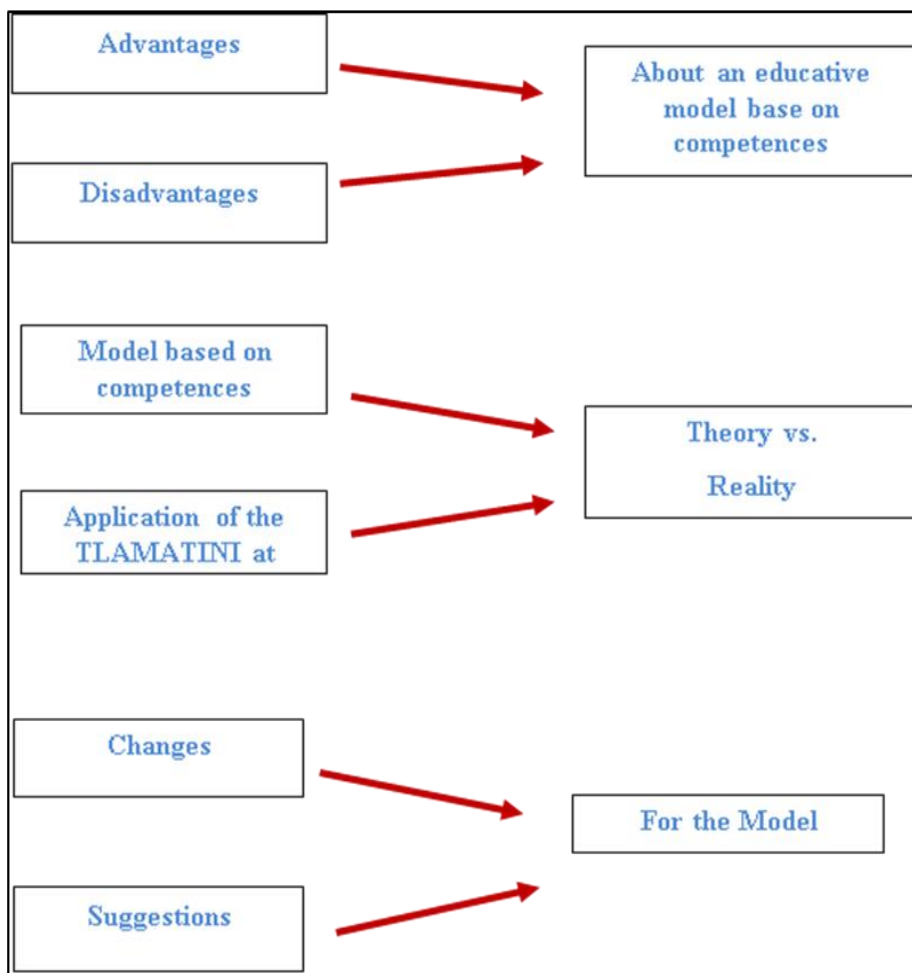 Advantages
Disadvantages
About an educative
model base on
competences
Model based on
competences
Application of the
TLAMATINI at
Theory vs.
Reality
Changes
Suggestions
For the Model